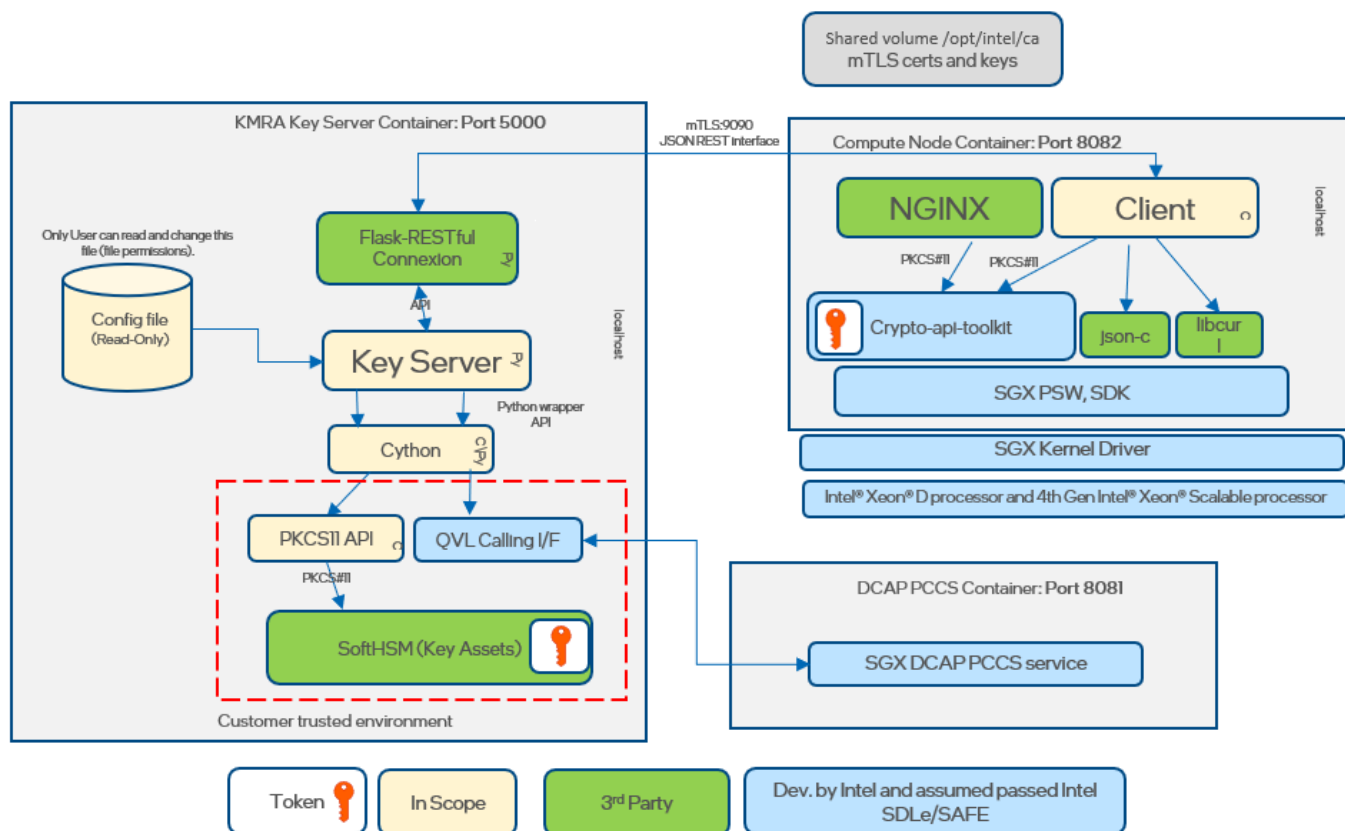 Shared volume /opt/intel/ca
mTLS certs and keys
KMRA Key Server Container: Port 5000
mTLS:9090
JSON REST interface
Compute Node Container: Port 8082
localhost
NGINX
Client
C
Flask-RESTful
Connexion
Py
Only User can read and change this
file (file permissions).
PKCS#11
PKCS#11
API
localhost
Config file
(Read-Only)
Key Server
Py
Crypto-api-toolkit
json-c
libcur
l
SGX PSW, SDK
Python wrapper
API
Cython
C\Py
SGX Kernel Driver
Intel® Xeon® D processor and 4th Gen Intel® Xeon® Scalable processor
PKCS11 API
C
QVL Calling I/F
PKCS#11
DCAP PCCS Container: Port 8081
SoftHSM (Key Assets)
SGX DCAP PCCS service
Customer trusted environment
Token
In Scope
3rd Party
Dev. by Intel and assumed passed Intel
SDLe/SAFE